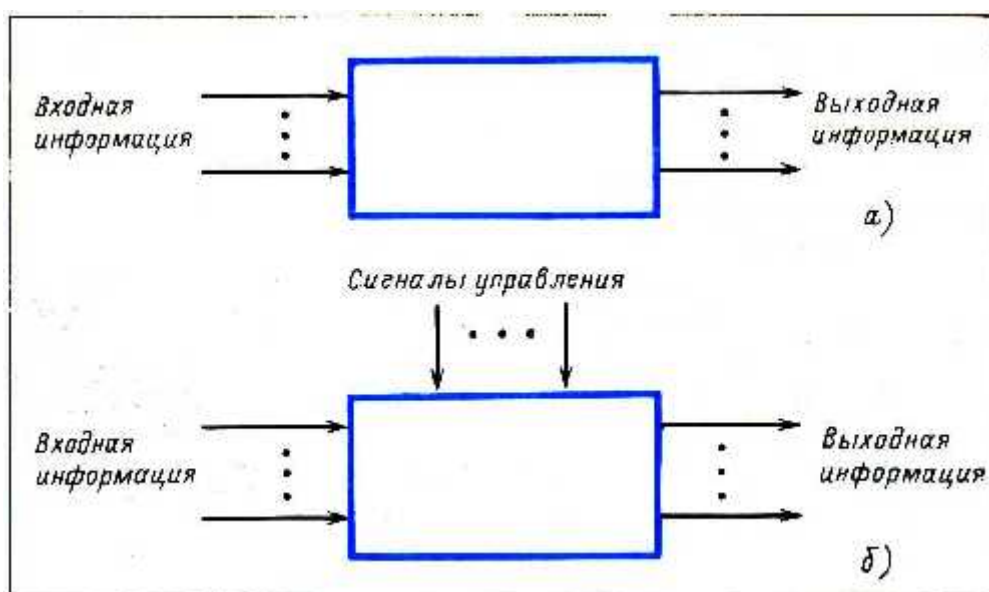 Входная
информация
Выходная
информация
а)
Сигналы управления
Входная
информация
Выходная
информация
б)